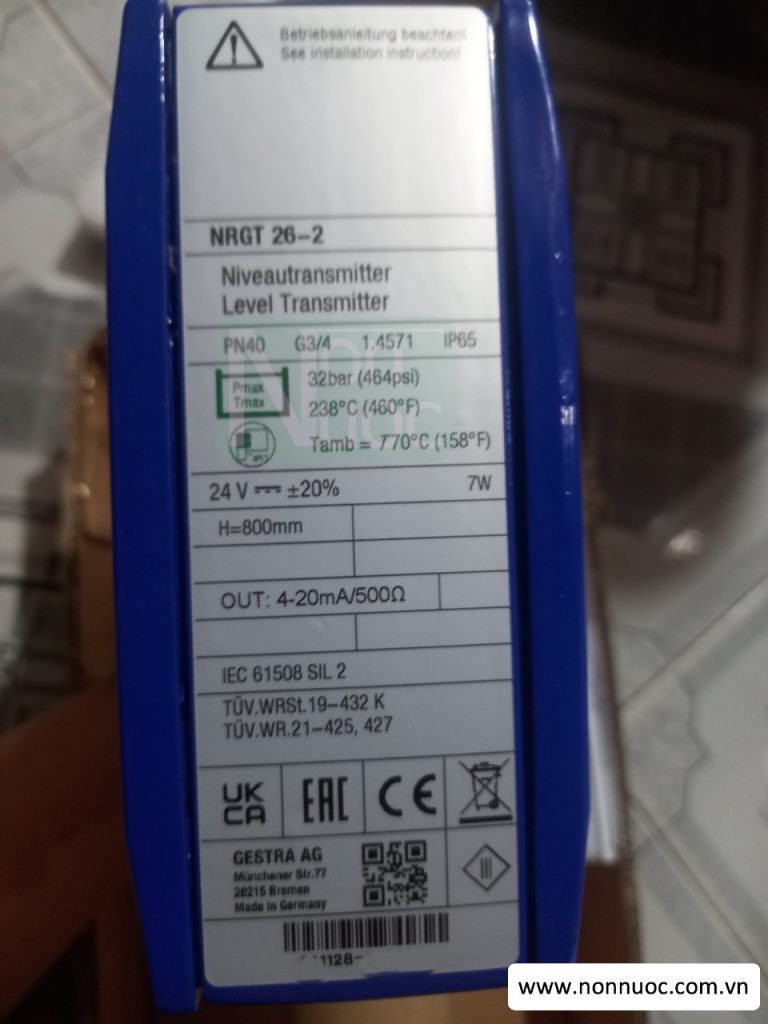 Betriebsanleitung beachten!
See installation instruction!
NRGT 26-2
Niveautransmitter
Level Transmitter
PN40 G3/4 1.4571 IP65
Pmax 32bar (464psi)
Tmax 238°C (460°F)
Tamb = T70°C (158°F)
24 V ±20% 7W
H=800mm
OUT: 4-20mA/500Ω
IEC 61508 SIL 2
TÜV.WRSt.19-432 K
TÜV.WR.21-425, 427
UK CA EAC CE
GESTRA AG
Münchener Str.77
28215 Bremen
Made in Germany
1128-
www.nonnuoc.com.vn